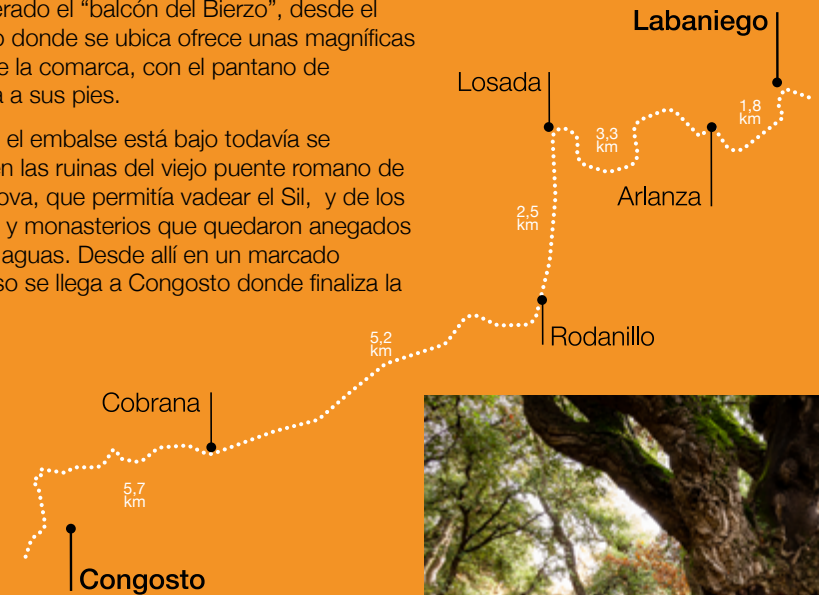 erado el “balcón del Bierzo”, desde el
o donde se ubica ofrece unas magníficas
e la comarca, con el pantano de
a a sus pies.
el embalse está bajo todavía se
en las ruinas del viejo puente romano de
ova, que permitía vadear el Sil, y de los
y monasterios que quedaron anegados
aguas. Desde allí en un marcado
so se llega a Congosto donde finaliza la
Labaniego
Losada
1,8
km
3,3
km
Arlanza
2,5
km
Rodanillo
5,2
km
Cobrana
5,7
km
Congosto